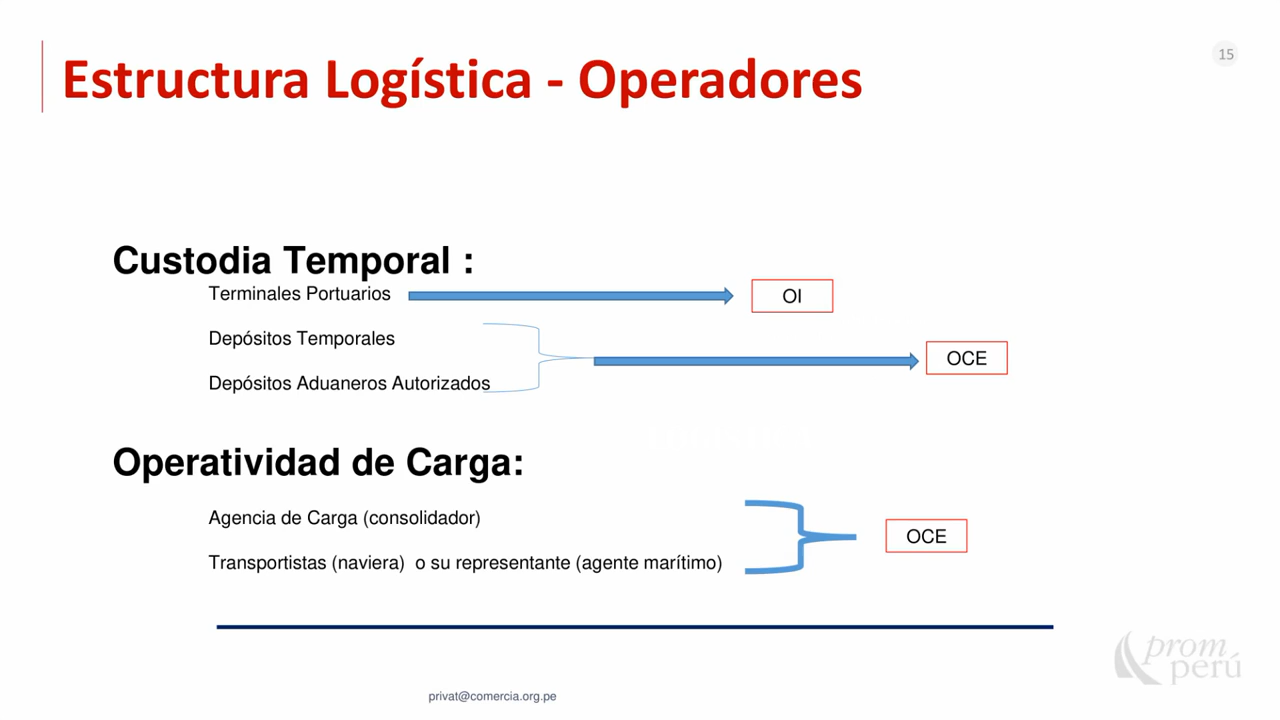 15
Estructura Logística - Operadores
Custodia Temporal :
Terminales Portuarios
OI
Depósitos Temporales
OCE
Depósitos Aduaneros Autorizados
Operatividad de Carga:
Agencia de Carga (consolidador)
OCE
Transportistas (naviera) o su representante (agente marítimo)
prom
perú
privat@comercia.org.pe